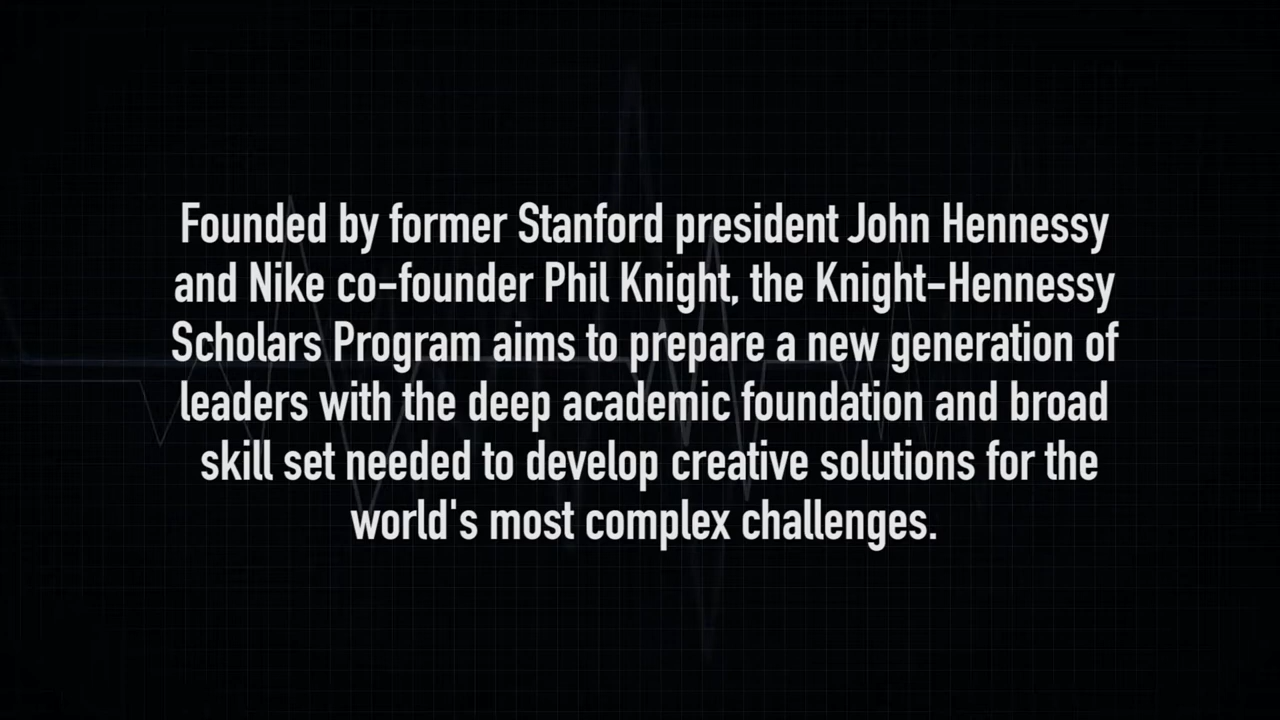 Founded by former Stanford president John Hennessy
and Nike co-founder Phil Knight, the Knight-Hennessy
Scholars Program aims to prepare a new generation of
leaders with the deep academic foundation and broad
skill set needed to develop creative solutions for the
world's most complex challenges.